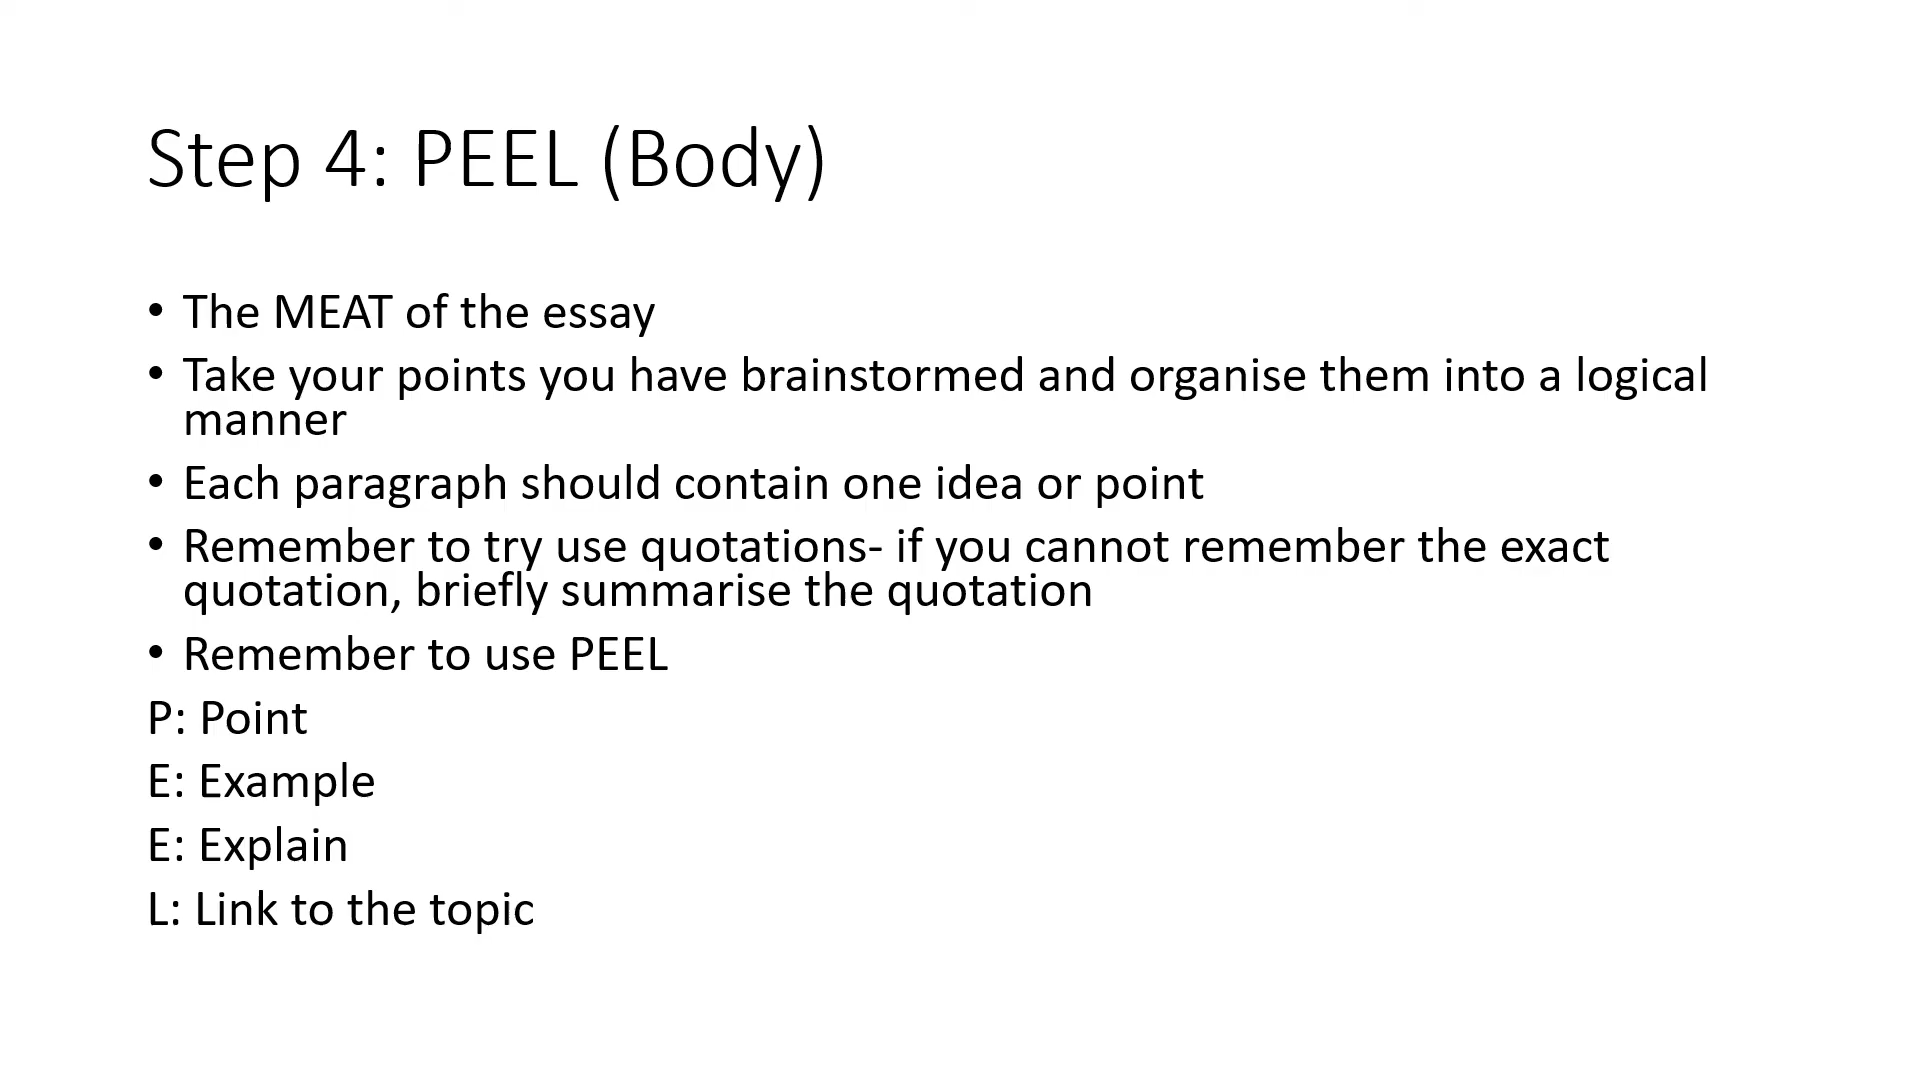 Step 4: PEEL (Body)
• The MEAT of the essay
• Take your points you have brainstormed and organise them into a logical
manner
• Each paragraph should contain one idea or point
• Remember to try use quotations- if you cannot remember the exact
quotation, briefly summarise the quotation
• Remember to use PEEL
P: Point
E: Example
E: Explain
L: Link to the topic